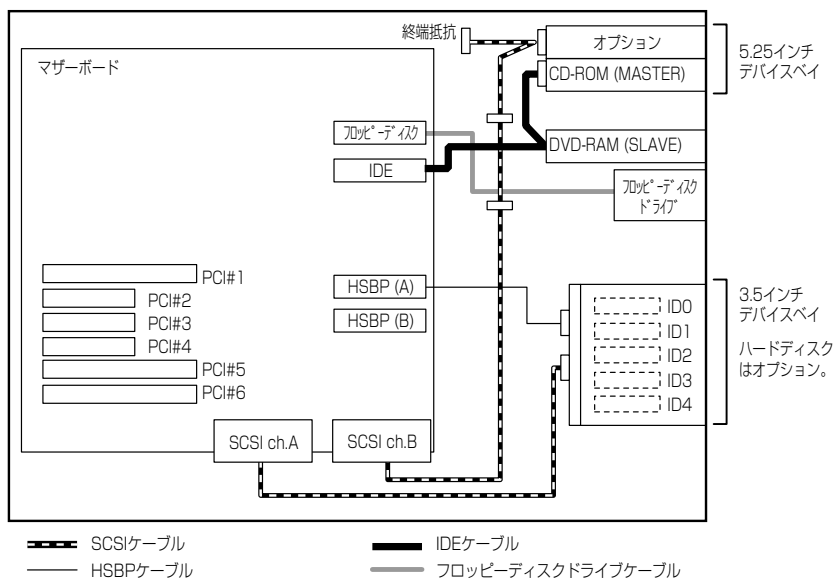 終端抵抗
オプション
5.25インチ
デバイスベイ
マザーボード
CD-ROM (MASTER)
フロッピーディスク
DVD-RAM (SLAVE)
IDE
フロッピーディスク
ドライブ
PCI#1
HSBP (A)
3.5インチ
デバイスベイ
PCI#2
ID0
PCI#3
HSBP (B)
ID1
PCI#4
ID2
ハードディスク
はオプション。
PCI#5
ID3
PCI#6
ID4
SCSI ch.A
SCSI ch.B
SCSIケーブル
IDEケーブル
HSBPケーブル
フロッピーディスクドライブケーブル